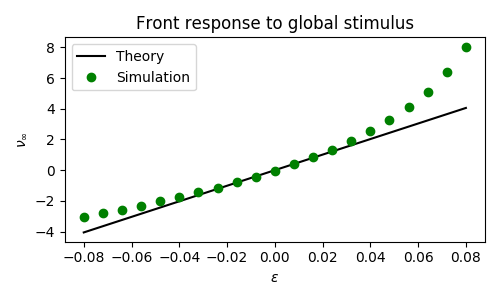 Front response to global stimulus
Theory
Simulation
8
6
4
2
0
−2
−4
ν∞
−0.08 −0.06 −0.04 −0.02 0.00 0.02 0.04 0.06 0.08
ε